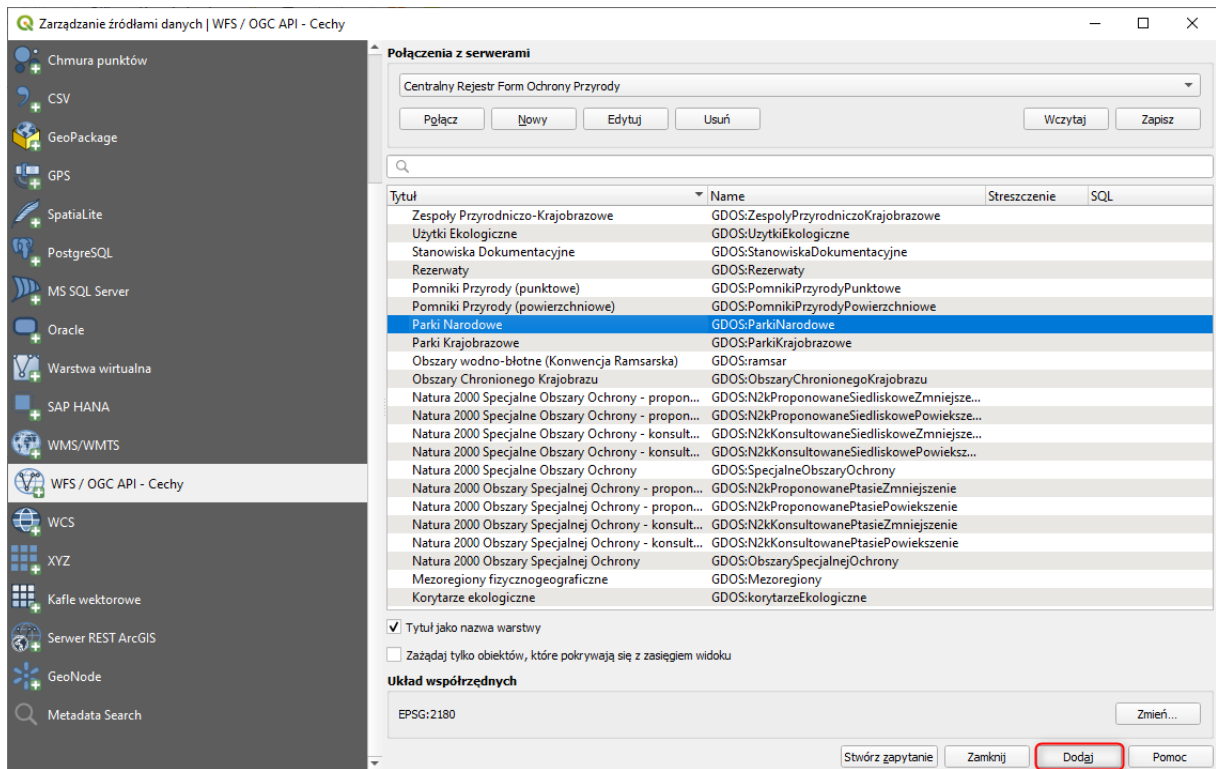 Zarządzanie źródłami danych | WFS / OGC API - Cechy
Chmura punktów
CSV
GeoPackage
GPS
SpatiaLite
PostgreSQL
MS SQL Server
Oracle
Warstwa wirtualna
SAP HANA
WMS/WMTS
WFS / OGC API - Cechy
WCS
XYZ
Kafle wektorowe
Serwer REST ArcGIS
GeoNode
Metadata Search
Połączenia z serwerami
Centralny Rejestr Form Ochrony Przyrody
Połącz Nowy Edytuj Usuń Wczytaj Zapisz
Tytuł Name Streszczenie SQL
Zespoły Przyrodniczo-Krajobrazowe GDOS:ZespolyPrzyrodniczoKrajobrazowe
Użytki Ekologiczne GDOS:UzytkiEkologiczne
Stanowiska Dokumentacyjne GDOS:StanowiskaDokumentacyjne
Rezerwaty GDOS:Rezerwaty
Pomniki Przyrody (punktowe) GDOS:PomnikiPrzyrodyPunktowe
Pomniki Przyrody (powierzchniowe) GDOS:PomnikiPrzyrodyPowierzchniowe
Parki Narodowe GDOS:ParkiNarodowe
Parki Krajobrazowe GDOS:ParkiKrajobrazowe
Obszary wodno-błotne (Konwencja Ramsarska) GDOS:ramsar
Obszary Chronionego Krajobrazu GDOS:ObszaryChronionegoKrajobrazu
Natura 2000 Specjalne Obszary Ochrony - propon... GDOS:N2kProponowaneSiedliskoweZmniejsze...
Natura 2000 Specjalne Obszary Ochrony - propon... GDOS:N2kProponowaneSiedliskowePowieksze...
Natura 2000 Specjalne Obszary Ochrony - konsult... GDOS:N2kKonsultowaneSiedliskoweZmniejsze...
Natura 2000 Specjalne Obszary Ochrony - konsult... GDOS:N2kKonsultowaneSiedliskowePowieksz...
Natura 2000 Specjalne Obszary Ochrony GDOS:SpecjalneObszaryOchrony
Natura 2000 Obszary Specjalnej Ochrony - propon... GDOS:N2kProponowanePtasieZmniejszenie
Natura 2000 Obszary Specjalnej Ochrony - propon... GDOS:N2kProponowanePtasiePowiekszenie
Natura 2000 Obszary Specjalnej Ochrony - konsult... GDOS:N2kKonsultowanePtasieZmniejszenie
Natura 2000 Obszary Specjalnej Ochrony - konsult... GDOS:N2kKonsultowanePtasiePowiekszenie
Natura 2000 Obszary Specjalnej Ochrony GDOS:ObszarySpecjalnejOchrony
Mezoregiony fizycznogeograficzne GDOS:Mezoregiony
Korytarze ekologiczne GDOS:korytarzeEkologiczne
Tytuł jako nazwa warstwy
Zażądaj tylko obiektów, które pokrywają się z zasięgiem widoku
Układ współrzędnych
EPSG:2180 Zmień...
Stwórz zapytanie Zamknij Dodaj Pomoc